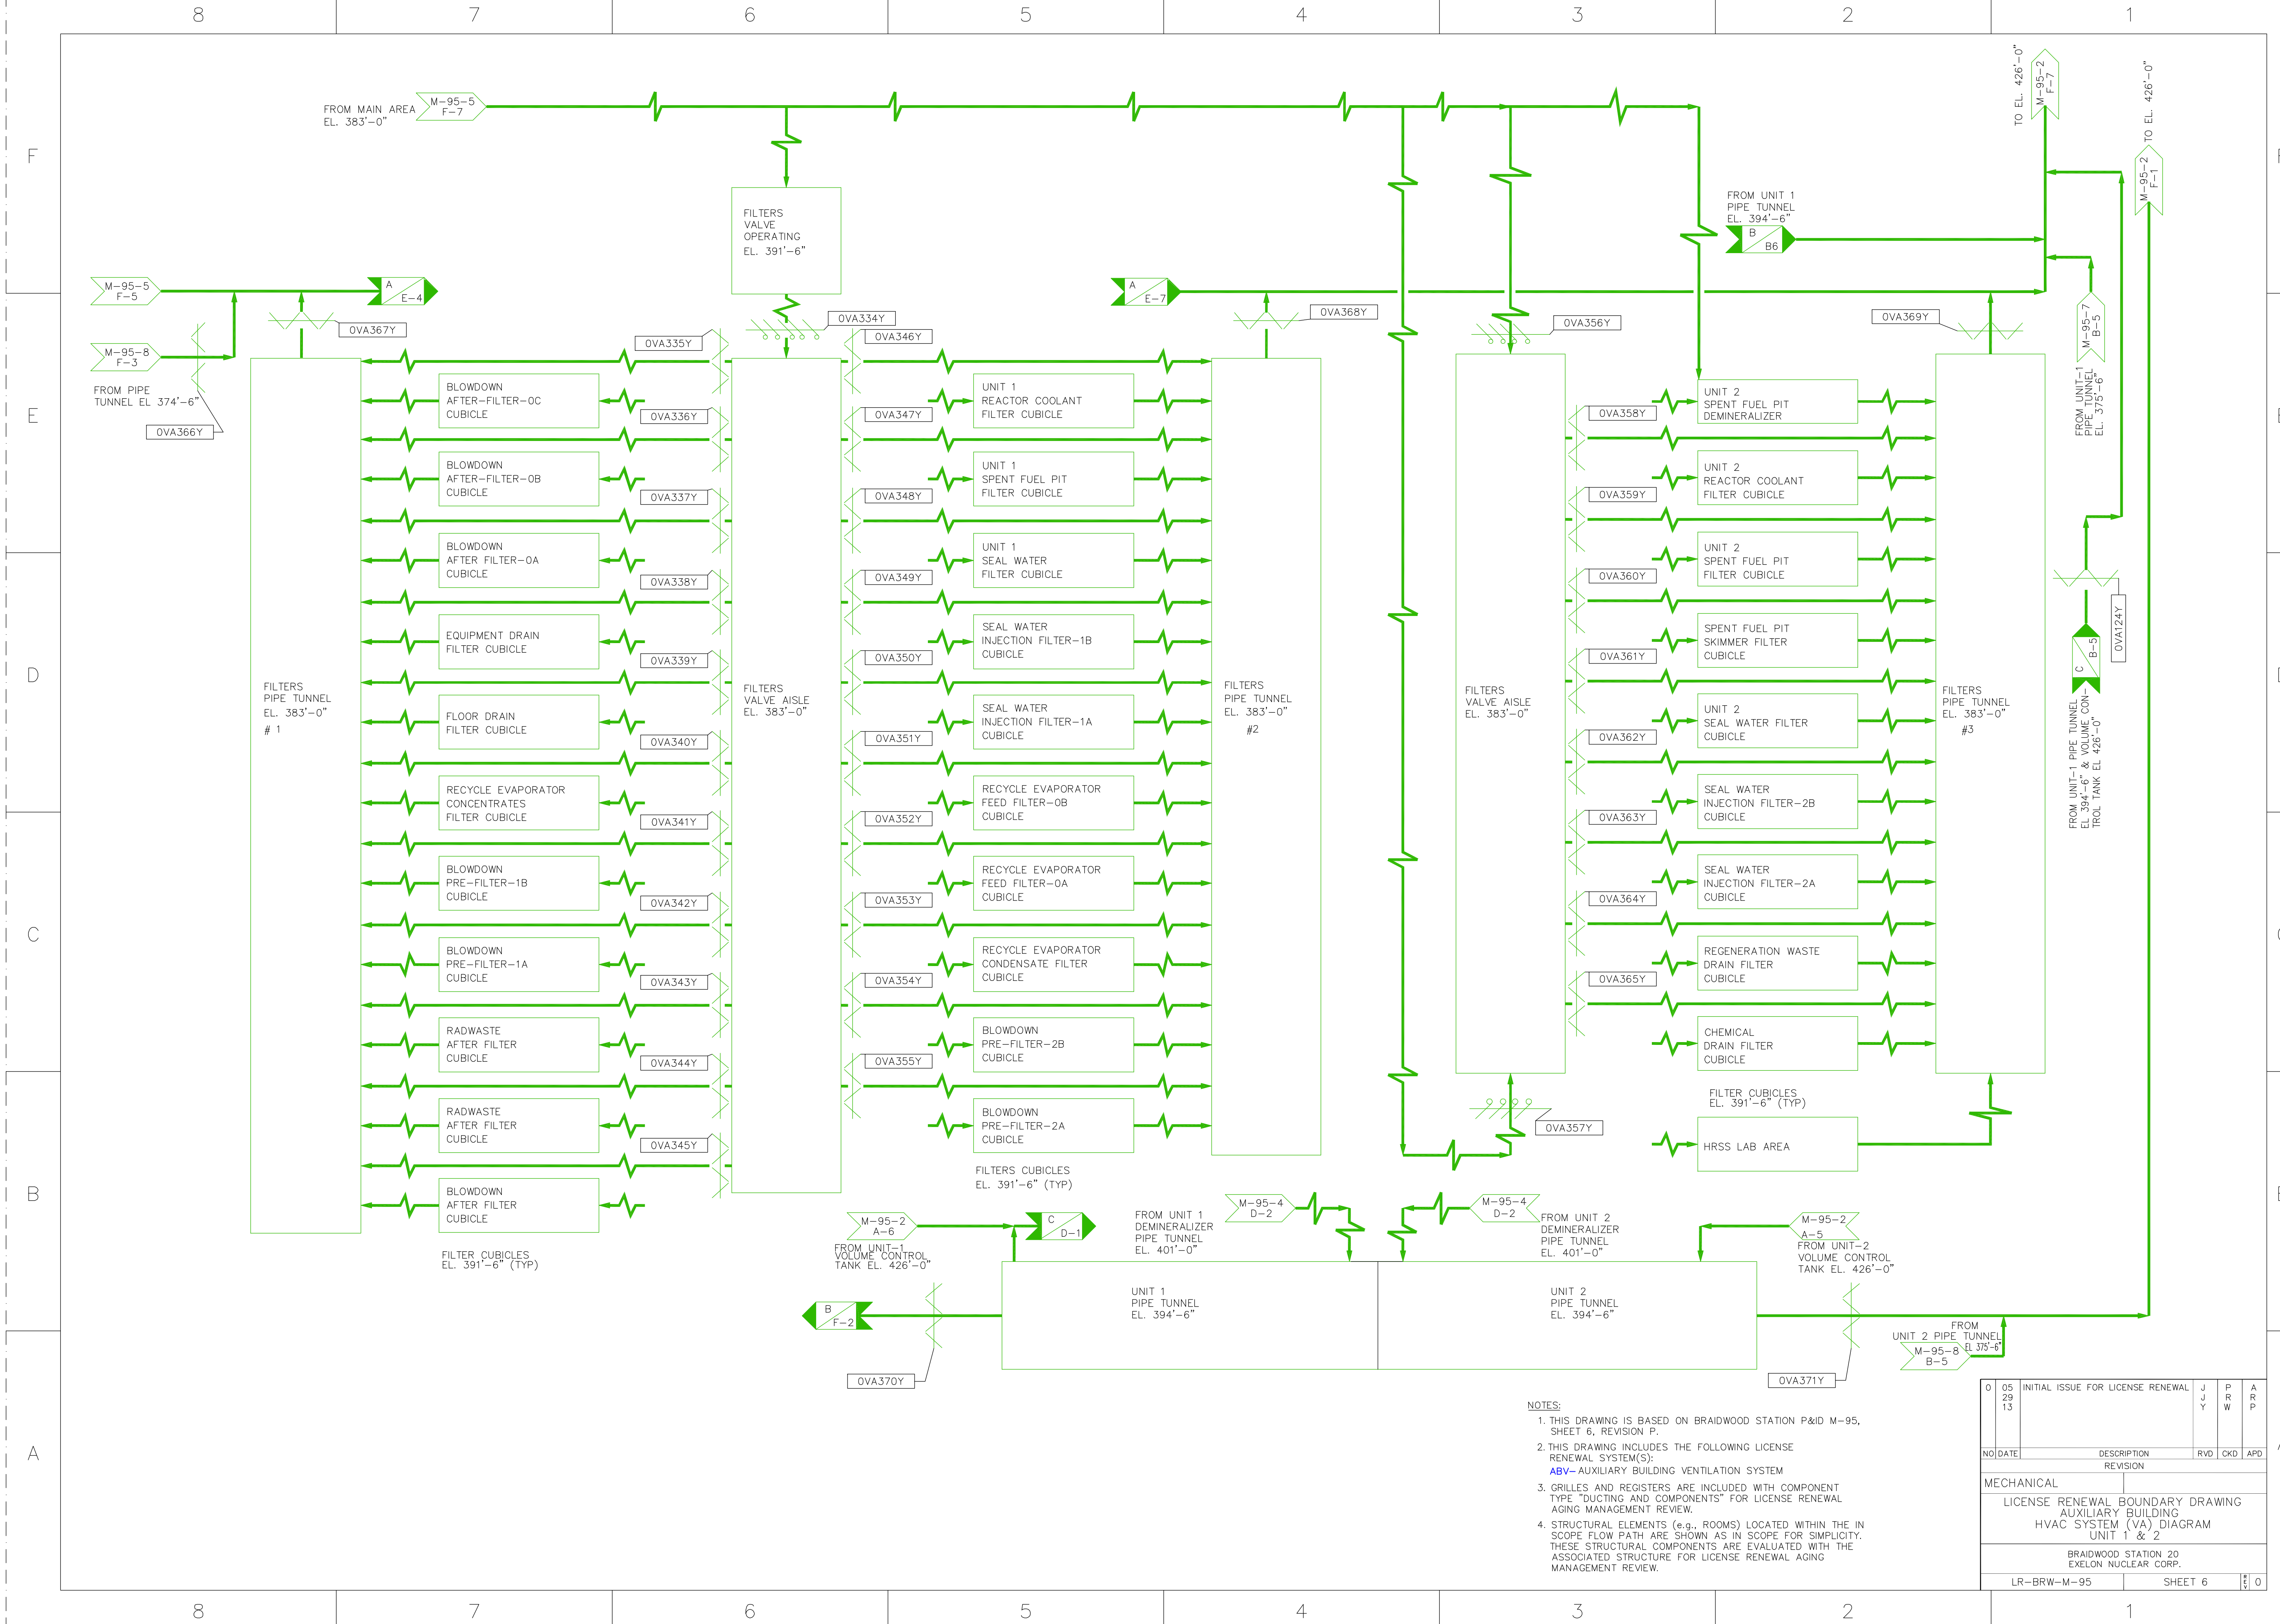 8
7
6
5
4
3
2
1
F
E
D
C
B
A
FROM MAIN AREA
EL. 383'-0"
M-95-5
F-7
FILTERS
VALVE
OPERATING
EL. 391'-6"
TO EL. 426'-0"
M-95-2
F-7
TO EL. 426'-0"
M-95-2
F-1
FROM UNIT 1
PIPE TUNNEL
EL. 394'-6"
B
B6
M-95-5
F-5
A
E-4
A
E-7
M-95-8
F-3
FROM PIPE
TUNNEL EL 374'-6"
0VA366Y
0VA367Y
0VA334Y
0VA368Y
0VA356Y
0VA369Y
M-95-7
B-5
FROM UNIT-1
PIPE TUNNEL
EL. 375'-6"
0VA124Y
C
B-5
FROM UNIT-1 PIPE TUNNEL
EL 394'-6" & VOLUME CON-
TROL TANK EL 426'-0"
FILTERS
PIPE TUNNEL
EL. 383'-0"
# 1
BLOWDOWN
AFTER-FILTER-0C
CUBICLE
BLOWDOWN
AFTER-FILTER-0B
CUBICLE
BLOWDOWN
AFTER FILTER-0A
CUBICLE
EQUIPMENT DRAIN
FILTER CUBICLE
FLOOR DRAIN
FILTER CUBICLE
RECYCLE EVAPORATOR
CONCENTRATES
FILTER CUBICLE
BLOWDOWN
PRE-FILTER-1B
CUBICLE
BLOWDOWN
PRE-FILTER-1A
CUBICLE
RADWASTE
AFTER FILTER
CUBICLE
RADWASTE
AFTER FILTER
CUBICLE
BLOWDOWN
AFTER FILTER
CUBICLE
FILTER CUBICLES
EL. 391'-6" (TYP)
0VA335Y
0VA336Y
0VA337Y
0VA338Y
0VA339Y
0VA340Y
0VA341Y
0VA342Y
0VA343Y
0VA344Y
0VA345Y
FILTERS
VALVE AISLE
EL. 383'-0"
0VA346Y
0VA347Y
0VA348Y
0VA349Y
0VA350Y
0VA351Y
0VA352Y
0VA353Y
0VA354Y
0VA355Y
UNIT 1
REACTOR COOLANT
FILTER CUBICLE
UNIT 1
SPENT FUEL PIT
FILTER CUBICLE
UNIT 1
SEAL WATER
FILTER CUBICLE
SEAL WATER
INJECTION FILTER-1B
CUBICLE
SEAL WATER
INJECTION FILTER-1A
CUBICLE
RECYCLE EVAPORATOR
FEED FILTER-0B
CUBICLE
RECYCLE EVAPORATOR
FEED FILTER-0A
CUBICLE
RECYCLE EVAPORATOR
CONDENSATE FILTER
CUBICLE
BLOWDOWN
PRE-FILTER-2B
CUBICLE
BLOWDOWN
PRE-FILTER-2A
CUBICLE
FILTERS CUBICLES
EL. 391'-6" (TYP)
FILTERS
PIPE TUNNEL
EL. 383'-0"
#2
FILTERS
VALVE AISLE
EL. 383'-0"
0VA358Y
0VA359Y
0VA360Y
0VA361Y
0VA362Y
0VA363Y
0VA364Y
0VA365Y
0VA357Y
UNIT 2
SPENT FUEL PIT
DEMINERALIZER
UNIT 2
REACTOR COOLANT
FILTER CUBICLE
UNIT 2
SPENT FUEL PIT
FILTER CUBICLE
SPENT FUEL PIT
SKIMMER FILTER
CUBICLE
UNIT 2
SEAL WATER FILTER
CUBICLE
SEAL WATER
INJECTION FILTER-2B
CUBICLE
SEAL WATER
INJECTION FILTER-2A
CUBICLE
REGENERATION WASTE
DRAIN FILTER
CUBICLE
CHEMICAL
DRAIN FILTER
CUBICLE
FILTER CUBICLES
EL. 391'-6" (TYP)
HRSS LAB AREA
FILTERS
PIPE TUNNEL
EL. 383'-0"
#3
M-95-2
A-6
FROM UNIT-1
VOLUME CONTROL
TANK EL. 426'-0"
C
D-1
FROM UNIT 1
DEMINERALIZER
PIPE TUNNEL
EL. 401'-0"
M-95-4
D-2
M-95-4
D-2
FROM UNIT 2
DEMINERALIZER
PIPE TUNNEL
EL. 401'-0"
M-95-2
A-5
FROM UNIT-2
VOLUME CONTROL
TANK EL. 426'-0"
B
F-2
0VA370Y
UNIT 1
PIPE TUNNEL
EL. 394'-6"
UNIT 2
PIPE TUNNEL
EL. 394'-6"
0VA371Y
FROM
UNIT 2 PIPE TUNNEL
EL 375'-6"
M-95-8
B-5
NOTES:
1. THIS DRAWING IS BASED ON BRAIDWOOD STATION P&ID M-95,
SHEET 6, REVISION P.
2. THIS DRAWING INCLUDES THE FOLLOWING LICENSE
RENEWAL SYSTEM(S):
ABV- AUXILIARY BUILDING VENTILATION SYSTEM
3. GRILLES AND REGISTERS ARE INCLUDED WITH COMPONENT
TYPE "DUCTING AND COMPONENTS" FOR LICENSE RENEWAL
AGING MANAGEMENT REVIEW.
4. STRUCTURAL ELEMENTS (e.g., ROOMS) LOCATED WITHIN THE IN
SCOPE FLOW PATH ARE SHOWN AS IN SCOPE FOR SIMPLICITY.
THESE STRUCTURAL COMPONENTS ARE EVALUATED WITH THE
ASSOCIATED STRUCTURE FOR LICENSE RENEWAL AGING
MANAGEMENT REVIEW.
0 05 INITIAL ISSUE FOR LICENSE RENEWAL J P A
29 J R R
13 Y W P
NO DATE DESCRIPTION RVD CKD APD
REVISION
MECHANICAL
LICENSE RENEWAL BOUNDARY DRAWING
AUXILIARY BUILDING
HVAC SYSTEM (VA) DIAGRAM
UNIT 1 & 2
BRAIDWOOD STATION 20
EXELON NUCLEAR CORP.
LR-BRW-M-95 SHEET 6 REV 0
8
7
6
5
4
3
2
1